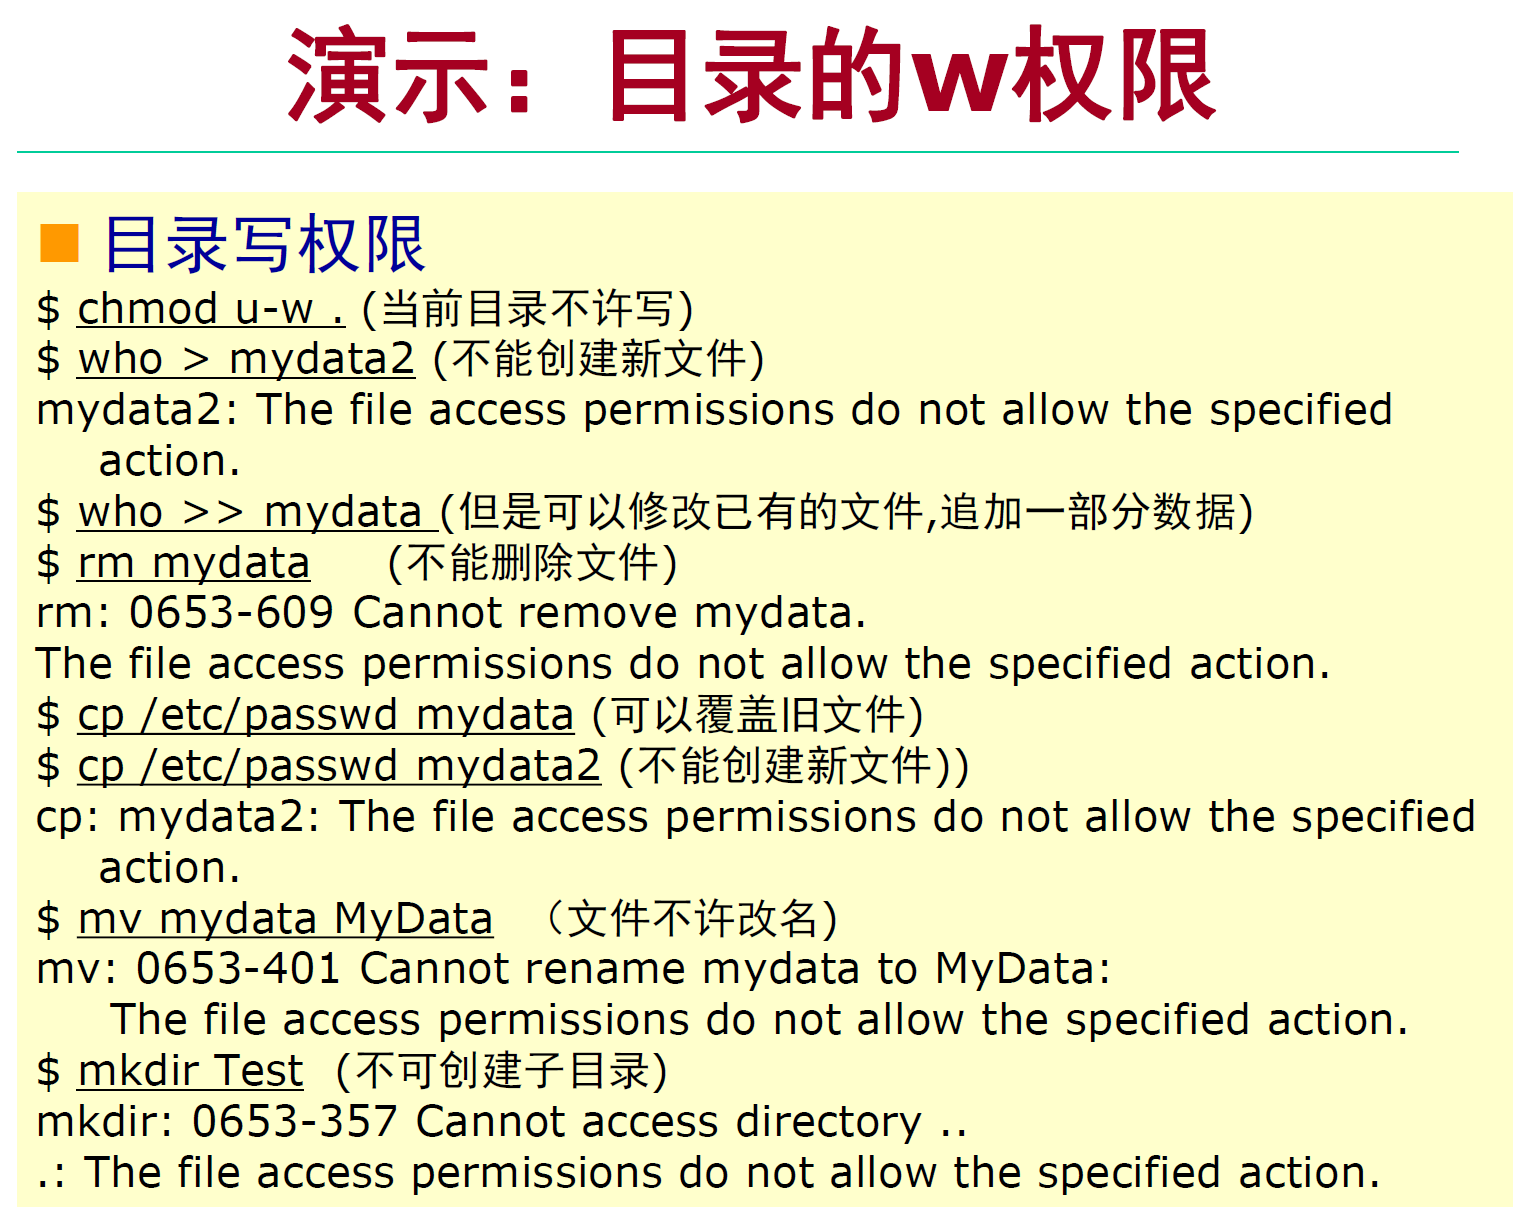 演示：目录的w权限
目录写权限
$ chmod u-w . (当前目录不许写)
$ who > mydata2 (不能创建新文件)
mydata2: The file access permissions do not allow the specified
action.
$ who >> mydata (但是可以修改已有的文件,追加一部分数据)
$ rm mydata (不能删除文件)
rm: 0653-609 Cannot remove mydata.
The file access permissions do not allow the specified action.
$ cp /etc/passwd mydata (可以覆盖旧文件)
$ cp /etc/passwd mydata2 (不能创建新文件))
cp: mydata2: The file access permissions do not allow the specified
action.
$ mv mydata MyData （文件不许改名)
mv: 0653-401 Cannot rename mydata to MyData:
The file access permissions do not allow the specified action.
$ mkdir Test (不可创建子目录)
mkdir: 0653-357 Cannot access directory ..
.: The file access permissions do not allow the specified action.